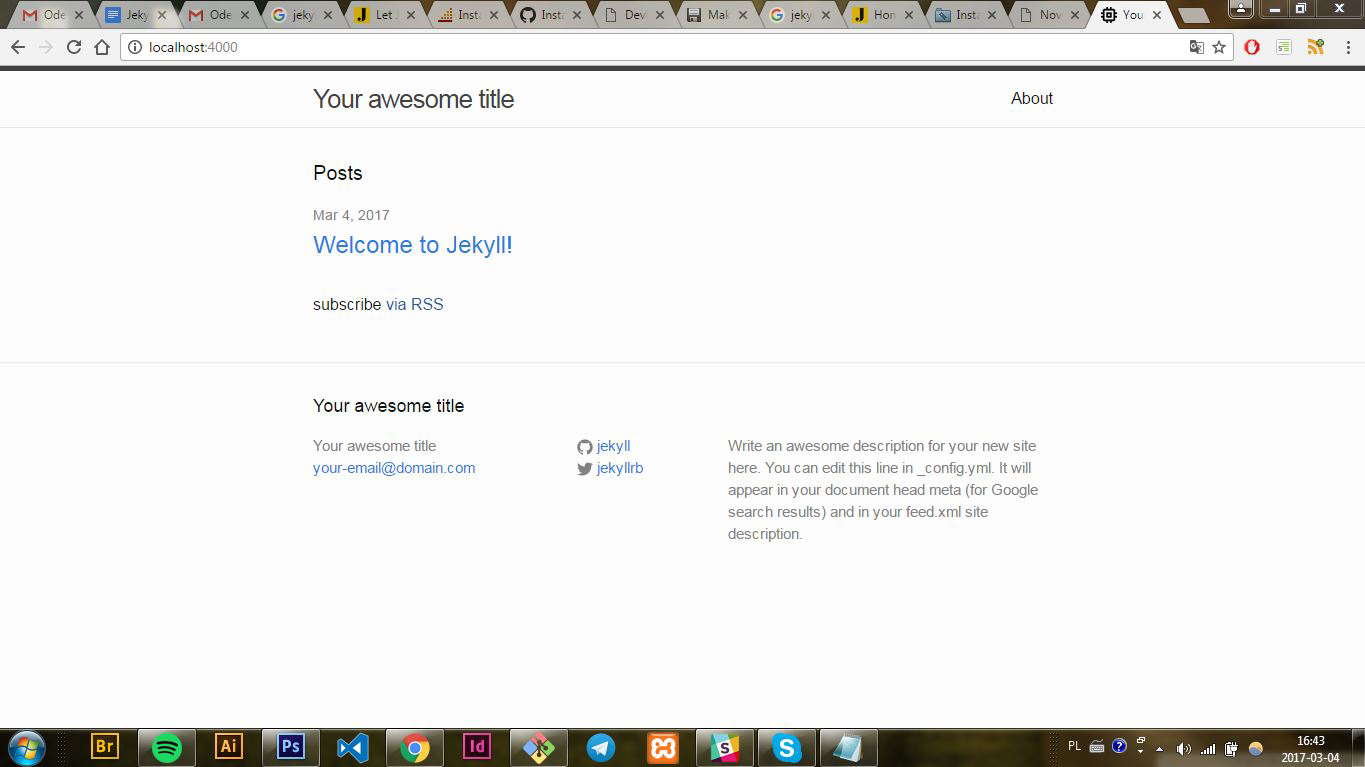 Ode
Jeky
Ode
jeky
Let J
Insta
Insta
Deve
Mak
jeky
Hon
Insta
Nov
You
localhost:4000
Your awesome title
About
Posts
Mar 4, 2017
Welcome to Jekyll!
subscribe via RSS
Your awesome title
Your awesome title
your-email@domain.com
jekyll
jekyllrb
Write an awesome description for your new site
here. You can edit this line in _config.yml. It will
appear in your document head meta (for Google
search results) and in your feed.xml site
description.
Br
Ai
Ps
Id
PL
16:43
2017-03-04